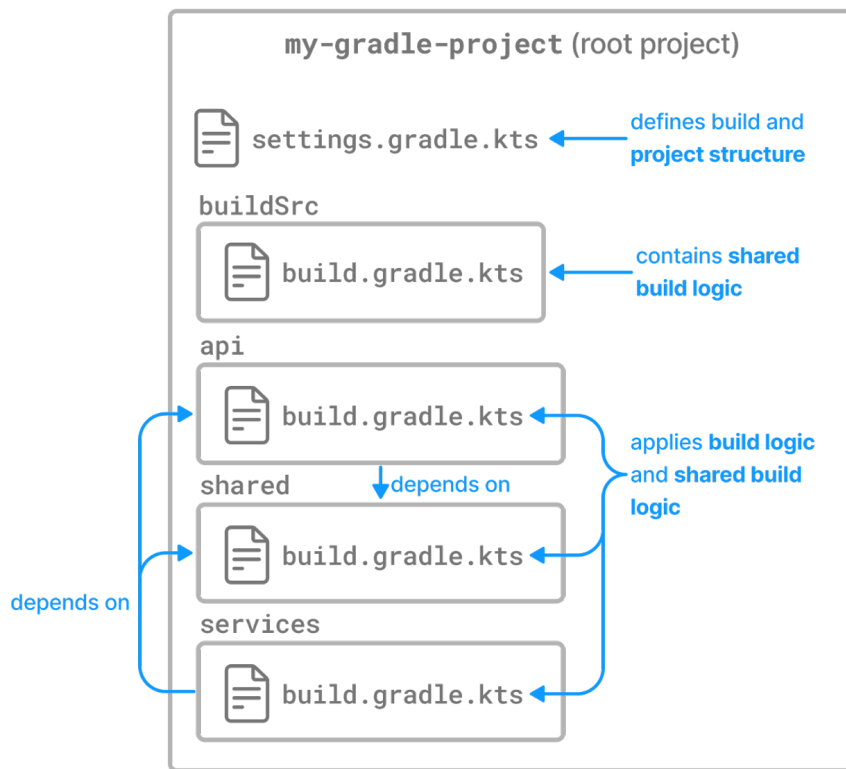 my-gradle-project (root project)
settings.gradle.kts
defines build and
project structure
buildSrc
build.gradle.kts
contains shared
build logic
api
build.gradle.kts
applies build logic
and shared build
logic
depends on
shared
build.gradle.kts
depends on
services
build.gradle.kts